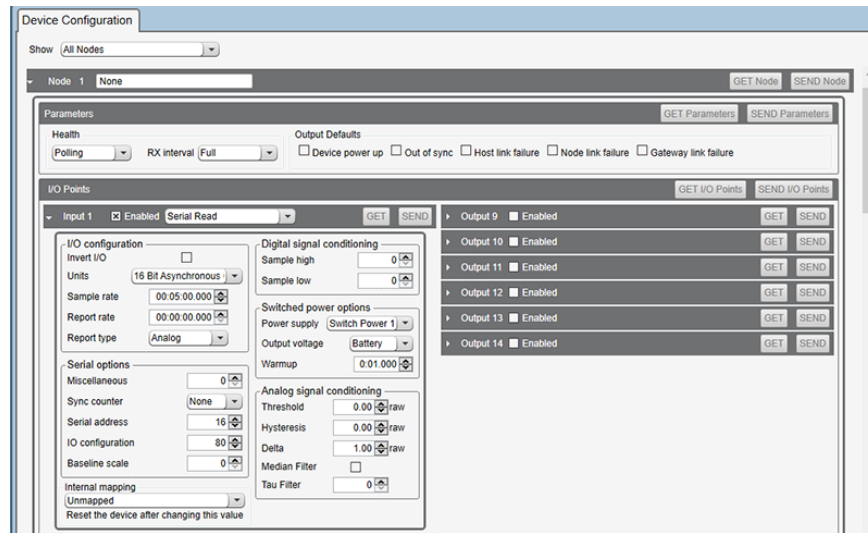 Device Configuration
Show All Nodes
Node 1 None GET Node SEND Node
Parameters GET Parameters SEND Parameters
Health Output Defaults
Polling RX interval Full Device power up Out of sync Host link failure Node link failure Gateway link failure
I/O Points GET I/O Points SEND I/O Points
Input 1 Enabled Serial Read GET SEND
I/O configuration
Invert I/O
Units 16 Bit Asynchronous
Sample rate 00:05:00.000
Report rate 00:00:00.000
Report type Analog
Serial options
Miscellaneous 0
Sync counter None
Serial address 16
IO configuration 80
Baseline scale 0
Internal mapping
Unmapped
Reset the device after changing this value
Digital signal conditioning
Sample high 0
Sample low 0
Switched power options
Power supply Switch Power 1
Output voltage Battery
Warmup 0:01.000
Analog signal conditioning
Threshold 0.00 raw
Hysteresis 0.00 raw
Delta 1.00 raw
Median Filter
Tau Filter 0
Output 9 Enabled GET SEND
Output 10 Enabled GET SEND
Output 11 Enabled GET SEND
Output 12 Enabled GET SEND
Output 13 Enabled GET SEND
Output 14 Enabled GET SEND